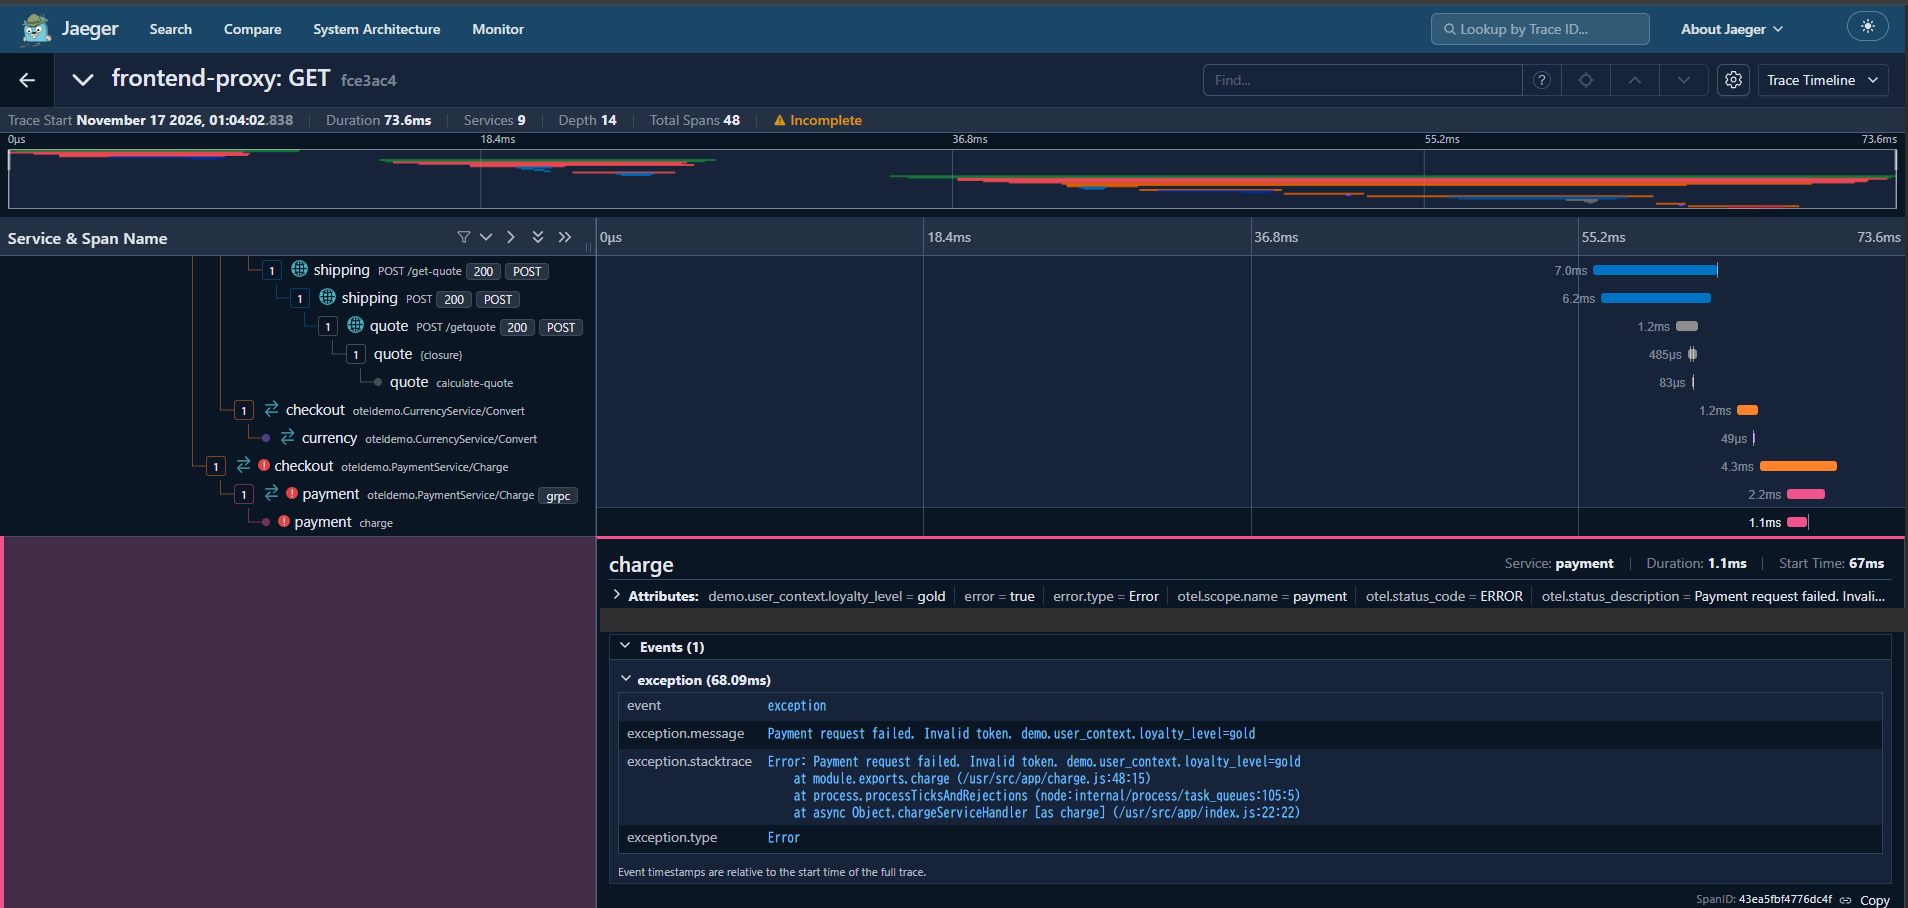 Jaeger Search Compare System Architecture Monitor Lookup by Trace ID... About Jaeger
frontend-proxy: GET fce3ac4 Find... ? Trace Timeline
Trace Start November 17 2026, 01:04:02.838 Duration 73.6ms Services 9 Depth 14 Total Spans 48 Incomplete
0μs 18.4ms 36.8ms 55.2ms 73.6ms
Service & Span Name 0μs 18.4ms 36.8ms 55.2ms 73.6ms
1 shipping POST /get-quote 200 POST 7.0ms
1 shipping POST 200 POST 6.2ms
1 quote POST /getquote 200 POST 1.2ms
1 quote {closure} 485μs
quote calculate-quote 83μs
1 checkout oteldemo.CurrencyService/Convert 1.2ms
currency oteldemo.CurrencyService/Convert 49μs
1 ! checkout oteldemo.PaymentService/Charge 4.3ms
1 ! payment oteldemo.PaymentService/Charge grpc 2.2ms
! payment charge 1.1ms
charge Service: payment Duration: 1.1ms Start Time: 67ms
Attributes: demo.user_context.loyalty_level = gold error = true error.type = Error otel.scope.name = payment otel.status_code = ERROR otel.status_description = Payment request failed. Invali...
Events (1)
exception (68.09ms)
event exception
exception.message Payment request failed. Invalid token. demo.user_context.loyalty_level=gold
exception.stacktrace Error: Payment request failed. Invalid token. demo.user_context.loyalty_level=gold
at module.exports.charge (/usr/src/app/charge.js:48:15)
at process.processTicksAndRejections (node:internal/process/task_queues:105:5)
at async Object.chargeServiceHandler [as charge] (/usr/src/app/index.js:22:22)
exception.type Error
Event timestamps are relative to the start time of the full trace.
SpanID: 43ea5fbf4776dc4f Copy